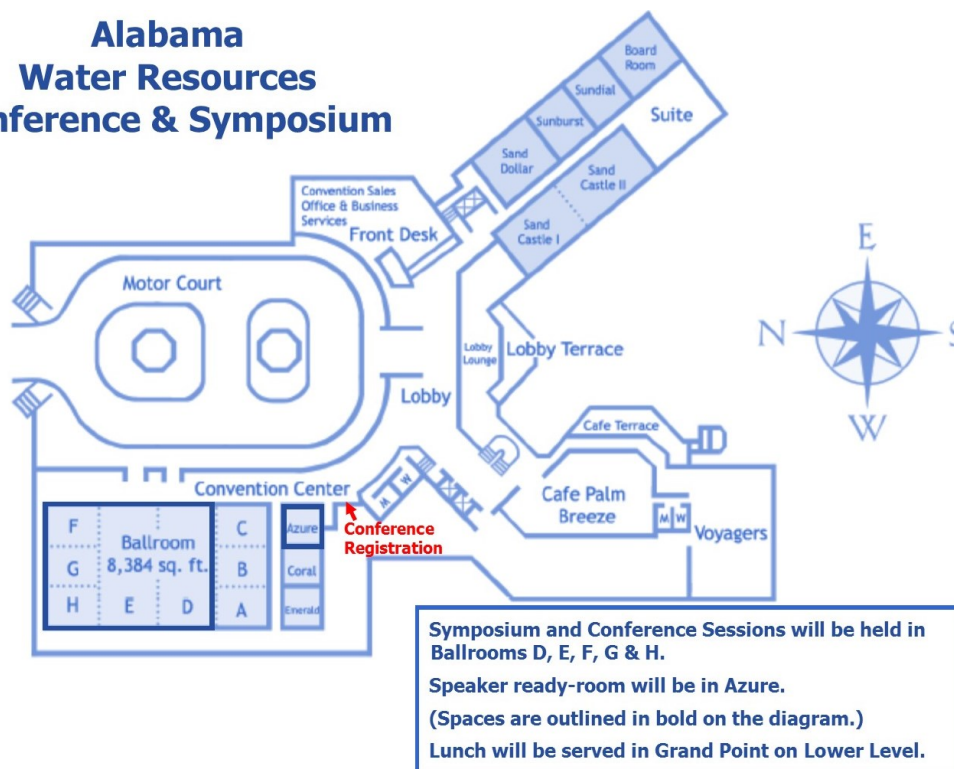 Alabama
Water Resources
nference & Symposium
Board
Room
Sundial
Sunburst
Suite
Sand
Dollar
Sand
Castle II
Sand
Castle I
Convention Sales
Office & Business
Services
Front Desk
Motor Court
Lobby
Lounge
Lobby Terrace
Lobby
E
N
S
W
Cafe Terrace
Convention Center
M
W
Cafe Palm
Breeze
M
W
Voyagers
Conference
Registration
F
Ballroom
8,384 sq. ft.
C
Azure
G
B
Coral
H
E
D
A
Emerald
Symposium and Conference Sessions will be held in
Ballrooms D, E, F, G & H.
Speaker ready-room will be in Azure.
(Spaces are outlined in bold on the diagram.)
Lunch will be served in Grand Point on Lower Level.